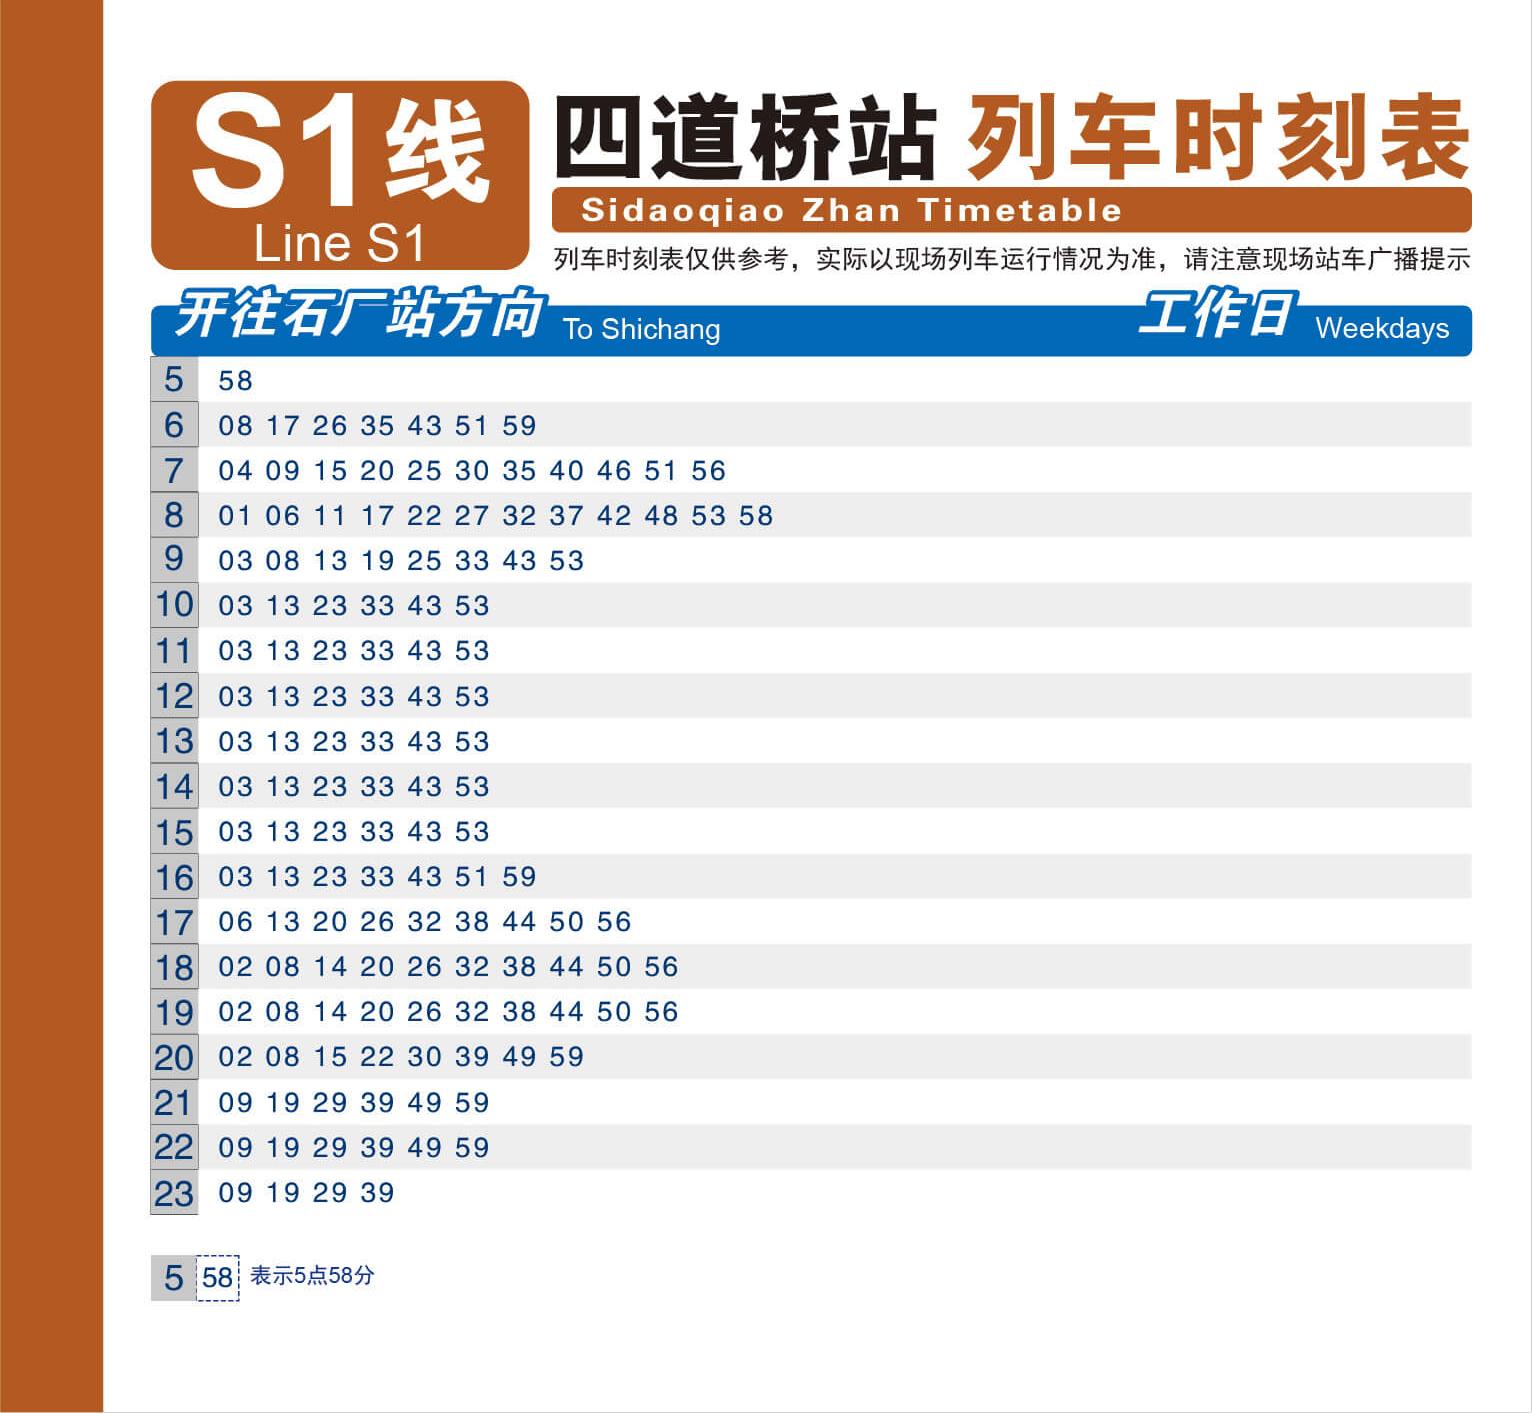 S1线
Line S1
四道桥站 列车时刻表
Sidaoqiao Zhan Timetable
列车时刻表仅供参考，实际以现场列车运行情况为准，请注意现场站车广播提示
开往石厂站方向 To Shichang 工作日 Weekdays
5 58
6 08 17 26 35 43 51 59
7 04 09 15 20 25 30 35 40 46 51 56
8 01 06 11 17 22 27 32 37 42 48 53 58
9 03 08 13 19 25 33 43 53
10 03 13 23 33 43 53
11 03 13 23 33 43 53
12 03 13 23 33 43 53
13 03 13 23 33 43 53
14 03 13 23 33 43 53
15 03 13 23 33 43 53
16 03 13 23 33 43 51 59
17 06 13 20 26 32 38 44 50 56
18 02 08 14 20 26 32 38 44 50 56
19 02 08 14 20 26 32 38 44 50 56
20 02 08 15 22 30 39 49 59
21 09 19 29 39 49 59
22 09 19 29 39 49 59
23 09 19 29 39
5 58 表示5点58分